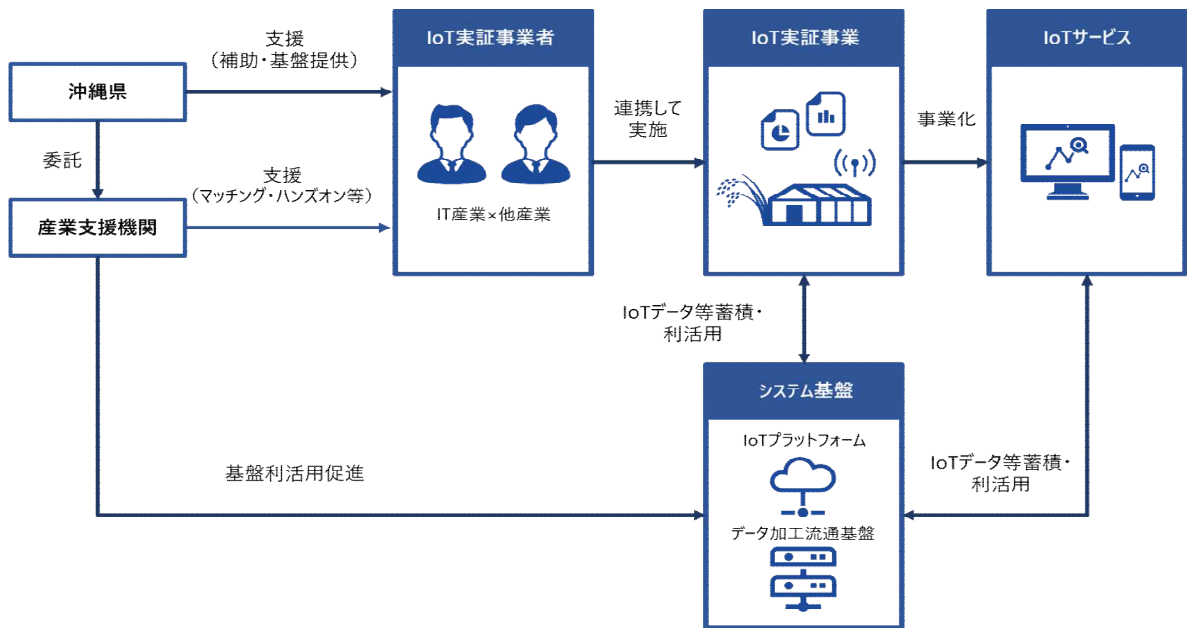 支援
(補助・基盤提供)
沖縄県
委託
支援
(マッチング・ハンズオン等)
産業支援機関
IoT実証事業者
IT産業×他産業
連携して
実施
IoT実証事業
事業化
IoTサービス
IoTデータ等蓄積・
利活用
システム基盤
IoTプラットフォーム
データ加工流通基盤
基盤利活用促進
IoTデータ等蓄積・
利活用